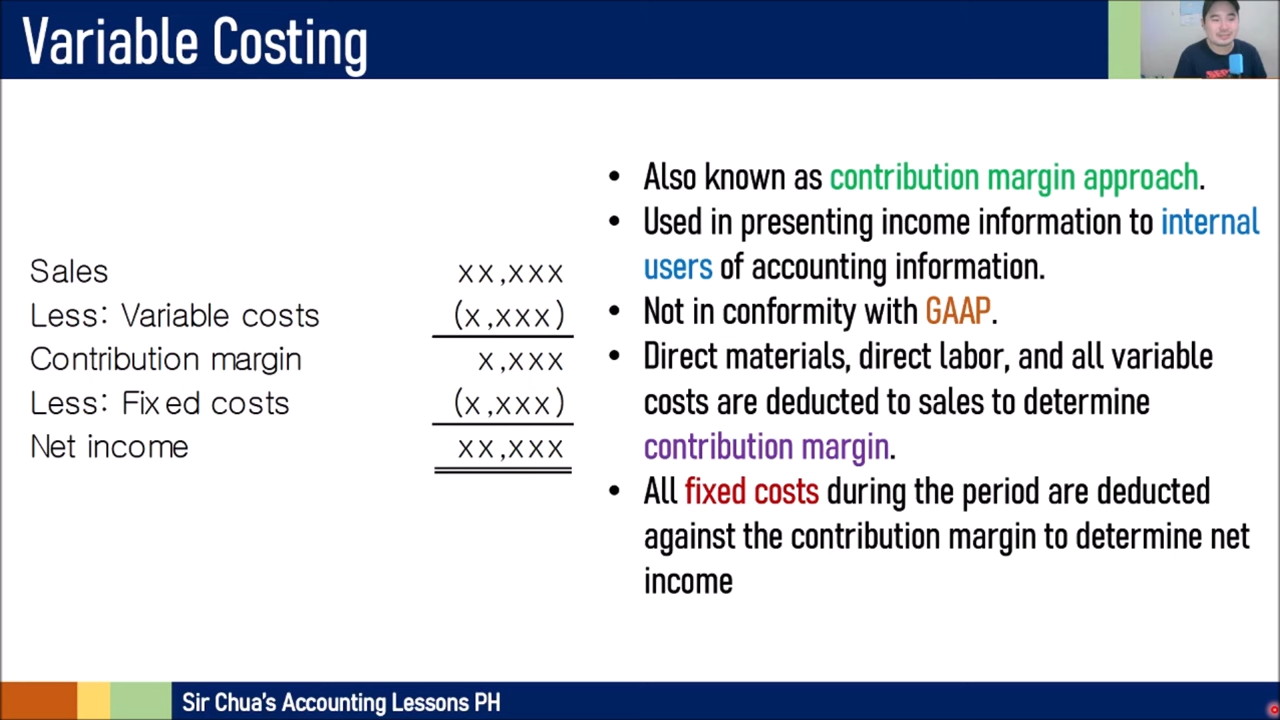 Variable Costing
Sales xx,xxx
Less: Variable costs (x,xxx)
Contribution margin x,xxx
Less: Fixed costs (x,xxx)
Net income xx,xxx
• Also known as contribution margin approach.
• Used in presenting income information to internal
users of accounting information.
• Not in conformity with GAAP.
• Direct materials, direct labor, and all variable
costs are deducted to sales to determine
contribution margin.
• All fixed costs during the period are deducted
against the contribution margin to determine net
income
Sir Chua's Accounting Lessons PH